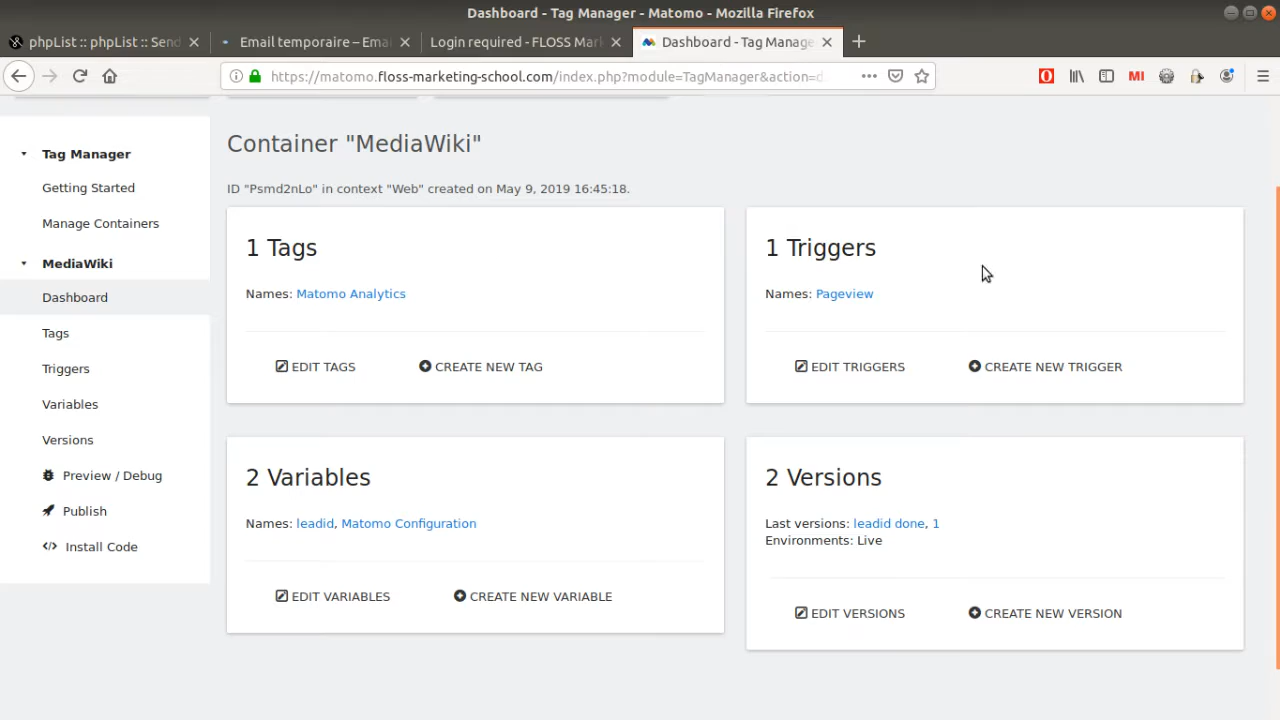 Dashboard - Tag Manager - Matomo - Mozilla Firefox
phpList :: phpList :: Send
Email temporaire – Emai
Login required - FLOSS Mark
Dashboard - Tag Manage
https://matomo.floss-marketing-school.com/index.php?module=TagManager&action=d
Tag Manager
Getting Started
Manage Containers
MediaWiki
Dashboard
Tags
Triggers
Variables
Versions
Preview / Debug
Publish
Install Code
Container "MediaWiki"
ID "Psmd2nLo" in context "Web" created on May 9, 2019 16:45:18.
1 Tags
Names: Matomo Analytics
EDIT TAGS
CREATE NEW TAG
1 Triggers
Names: Pageview
EDIT TRIGGERS
CREATE NEW TRIGGER
2 Variables
Names: leadid, Matomo Configuration
EDIT VARIABLES
CREATE NEW VARIABLE
2 Versions
Last versions: leadid done, 1
Environments: Live
EDIT VERSIONS
CREATE NEW VERSION